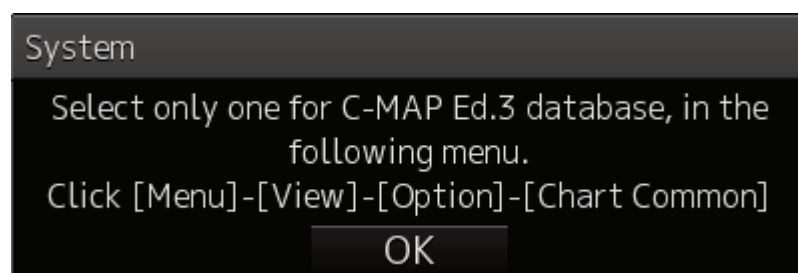 System
Select only one for C-MAP Ed.3 database, in the
following menu.
Click [Menu]-[View]-[Option]-[Chart Common]
OK